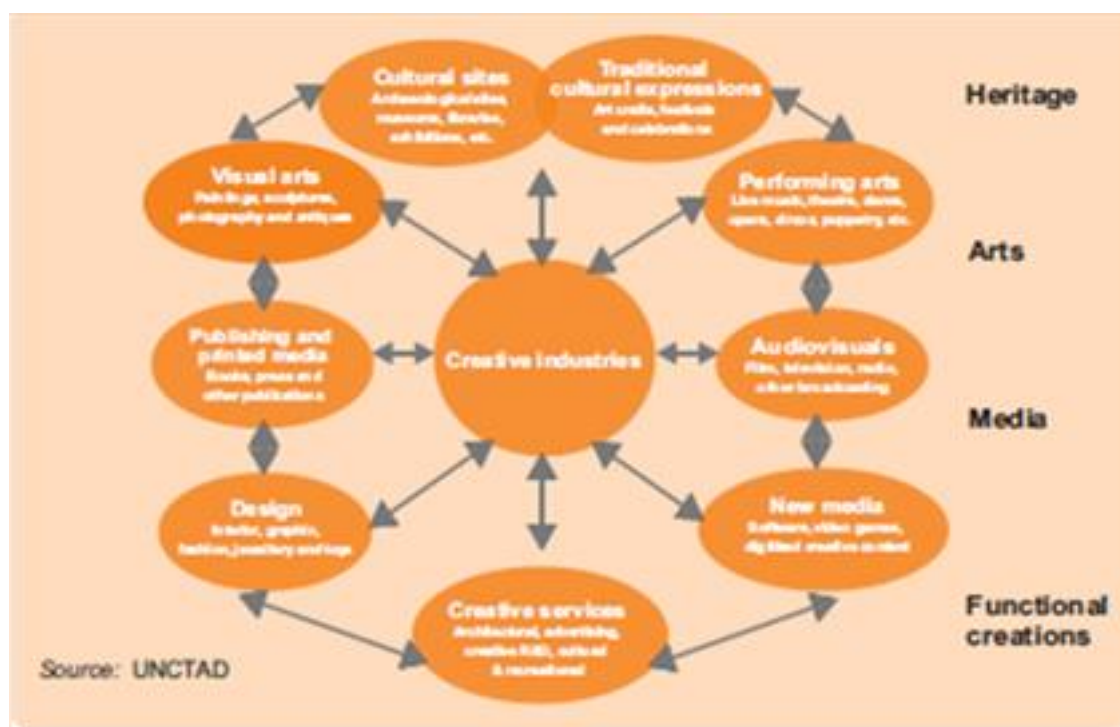 Cultural sites
Archaeological sites,
museums, libraries,
exhibitions, etc.
Traditional
cultural expressions
Art crafts, festivals
and celebrations
Heritage
Visual arts
Paintings, sculptures,
photography and antiques
Performing arts
Live music, theatre, dance,
opera, circus, puppetry, etc.
Arts
Publishing and
printed media
Books, press and
other publications
Creative industries
Audiovisuals
Film, television, radio,
other broadcasting
Media
Design
Interior, graphic,
fashion, jewellery and toys
New media
Software, video games,
digitized creative content
Creative services
Architectural, advertising,
creative R&D, cultural
& recreational
Functional
creations
Source: UNCTAD